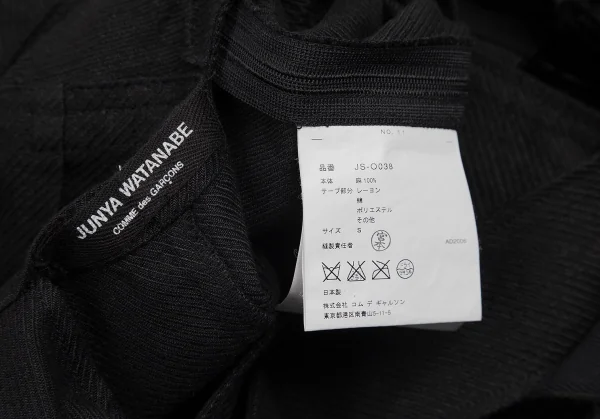 JUNYA WATANABE
COMME des GARÇONS
NO. 11
品番 JS-O038
本体 麻 100%
テープ部分 レーヨン
綿
ポリエステル
その他
サイズ S
縫製責任者
AD2009
日本製
株式会社 コム デ ギャルソン
東京都港区南青山5-11-5